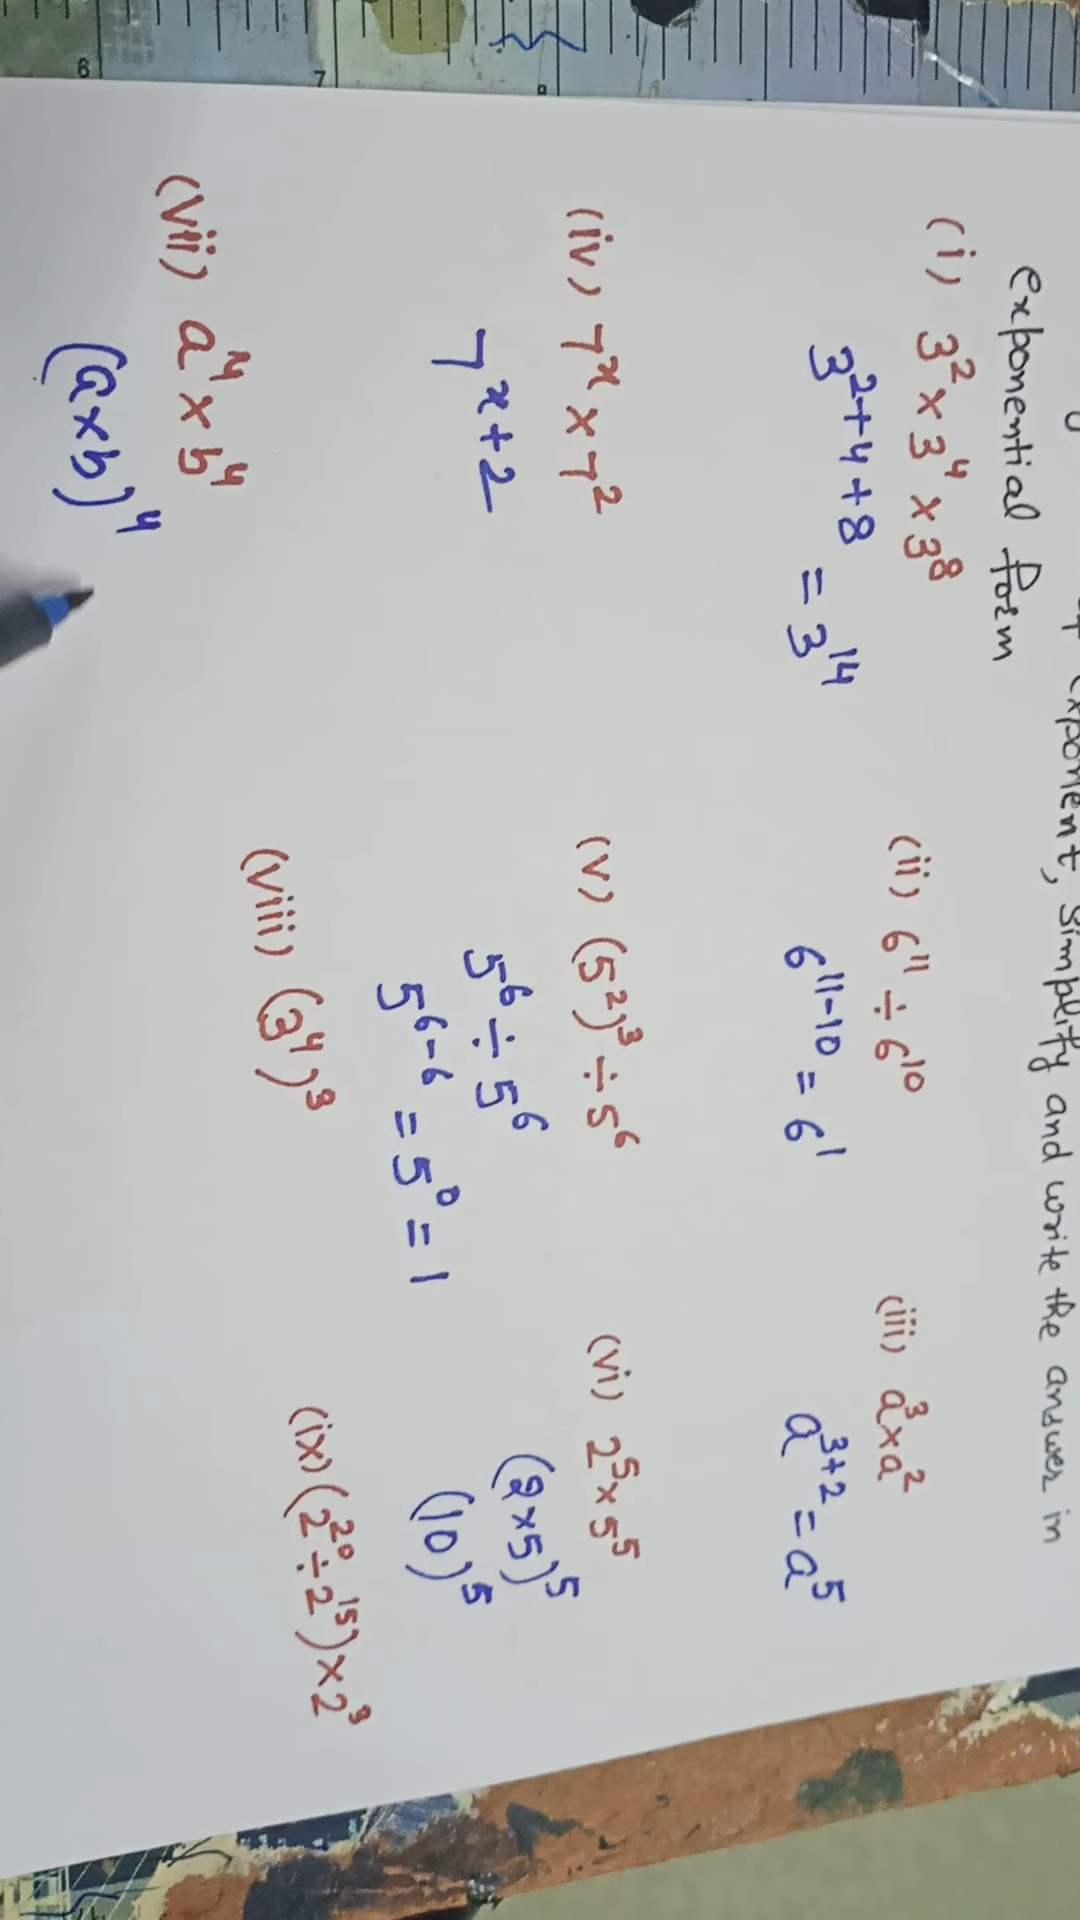 exponent, simplify and write the answer in
exponential form
(i) 3² × 3⁴ × 3⁸
3²⁺⁴⁺⁸ = 3¹⁴
(ii) 6¹¹ ÷ 6¹⁰
6¹¹⁻¹⁰ = 6¹
(iii) a³ × a²
a³⁺² = a⁵
(iv) 7ˣ × 7²
7ˣ⁺²
(v) (5²)³ ÷ 5⁶
5⁶ ÷ 5⁶
5⁶⁻⁶ = 5⁰ = 1
(vi) 2⁵ × 5⁵
(2×5)⁵
(10)⁵
(vii) a⁴ × b⁴
(a×b)⁴
(viii) (3⁴)³
(ix) (2²⁰ ÷ 2¹⁵) × 2³
6
7